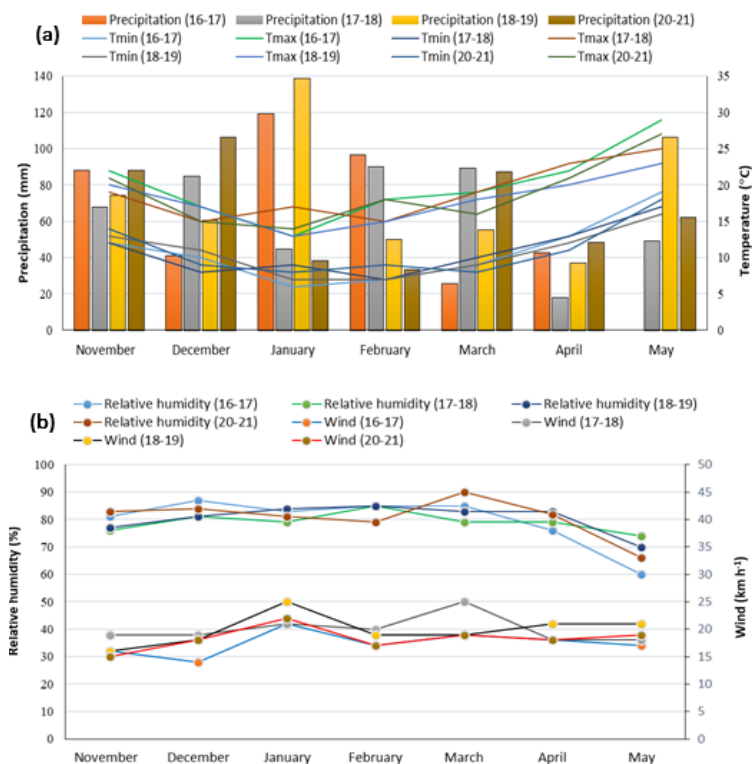 Precipitation (16-17) Precipitation (17-18) Precipitation (18-19) Precipitation (20-21)
(a)
Tmin (16-17) Tmax (16-17) Tmin (17-18) Tmax (17-18)
Tmin (18-19) Tmax (18-19) Tmin (20-21) Tmax (20-21)
140 35
120 30
100 25
80 20
60 15
40 10
20 5
0 0
Precipitation (mm)
Temperature (°C)
November December January February March April May
Relative humidity (16-17) Relative humidity (17-18) Relative humidity (18-19)
(b)
Relative humidity (20-21) Wind (16-17) Wind (17-18)
Wind (18-19) Wind (20-21)
100 50
90 45
80 40
70 35
60 30
50 25
40 20
30 15
20 10
10 5
0 0
Relative humidity (%)
Wind (km h⁻¹)
November December January February March April May